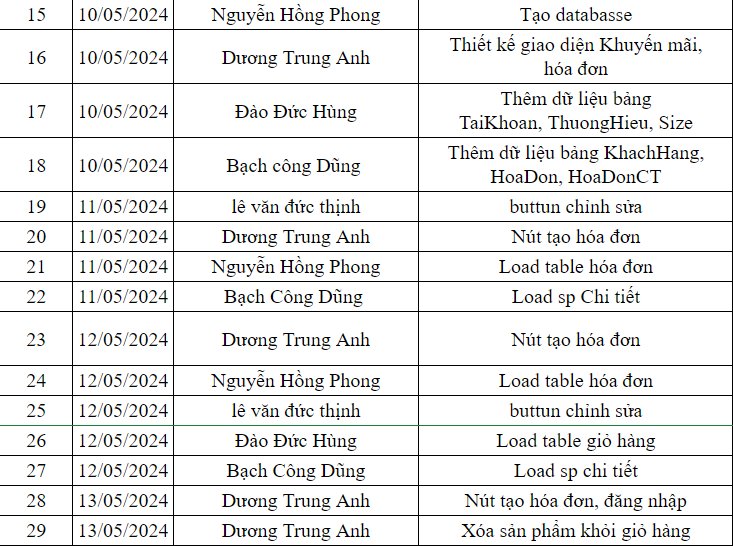 15 10/05/2024 Nguyễn Hồng Phong Tạo databasse
16 10/05/2024 Dương Trung Anh Thiết kế giao diện Khuyến mãi,
hóa đơn
17 10/05/2024 Đào Đức Hùng Thêm dữ liệu bảng
TaiKhoan, ThuongHieu, Size
18 10/05/2024 Bạch công Dũng Thêm dữ liệu bảng KhachHang,
HoaDon, HoaDonCT
19 11/05/2024 lê văn đức thịnh buttun chỉnh sửa
20 11/05/2024 Dương Trung Anh Nút tạo hóa đơn
21 11/05/2024 Nguyễn Hồng Phong Load table hóa đơn
22 11/05/2024 Bạch Công Dũng Load sp Chi tiết
23 12/05/2024 Dương Trung Anh Nút tạo hóa đơn
24 12/05/2024 Nguyễn Hồng Phong Load table hóa đơn
25 12/05/2024 lê văn đức thịnh buttun chỉnh sửa
26 12/05/2024 Đào Đức Hùng Load table giỏ hàng
27 12/05/2024 Bạch Công Dũng Load sp chi tiết
28 13/05/2024 Dương Trung Anh Nút tạo hóa đơn, đăng nhập
29 13/05/2024 Dương Trung Anh Xóa sản phẩm khỏi giỏ hàng